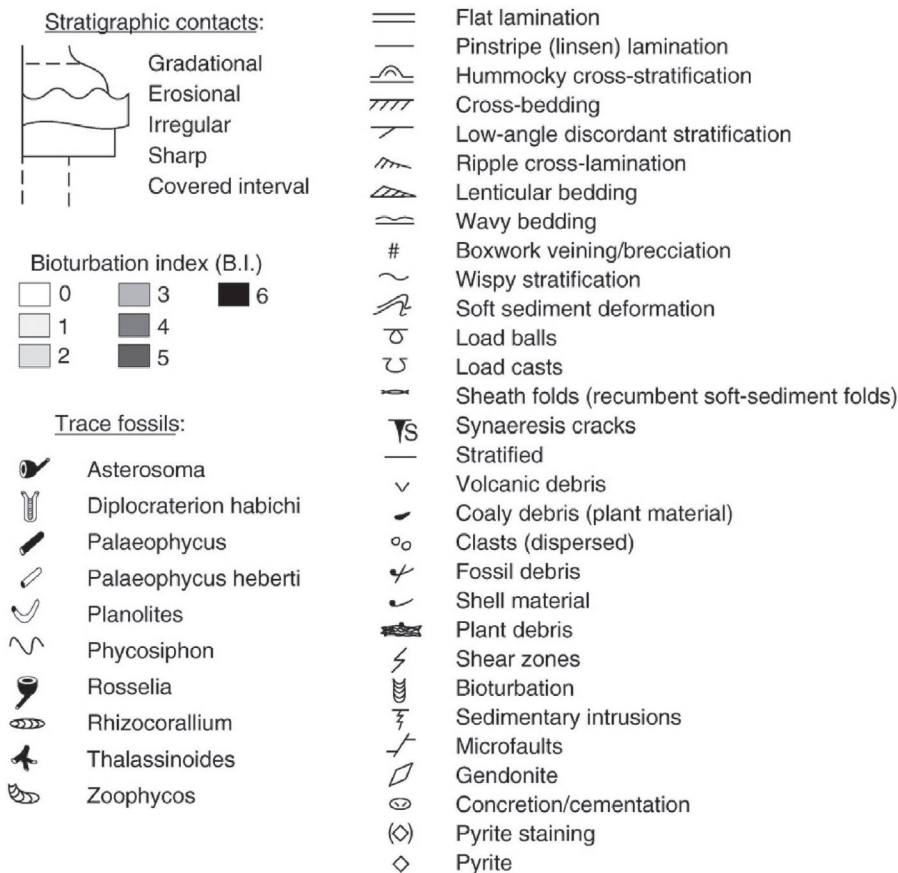 Stratigraphic contacts:
Gradational
Erosional
Irregular
Sharp
Covered interval
Bioturbation index (B.I.)
0 3 6
1 4
2 5
Trace fossils:
Asterosoma
Diplocraterion habichi
Palaeophycus
Palaeophycus heberti
Planolites
Phycosiphon
Rosselia
Rhizocorallium
Thalassinoides
Zoophycos
Flat lamination
Pinstripe (linsen) lamination
Hummocky cross-stratification
Cross-bedding
Low-angle discordant stratification
Ripple cross-lamination
Lenticular bedding
Wavy bedding
# Boxwork veining/brecciation
Wispy stratification
Soft sediment deformation
Load balls
Load casts
Sheath folds (recumbent soft-sediment folds)
S Synaeresis cracks
Stratified
Volcanic debris
Coaly debris (plant material)
Clasts (dispersed)
Fossil debris
Shell material
Plant debris
Shear zones
Bioturbation
Sedimentary intrusions
Microfaults
Gendonite
Concretion/cementation
Pyrite staining
Pyrite